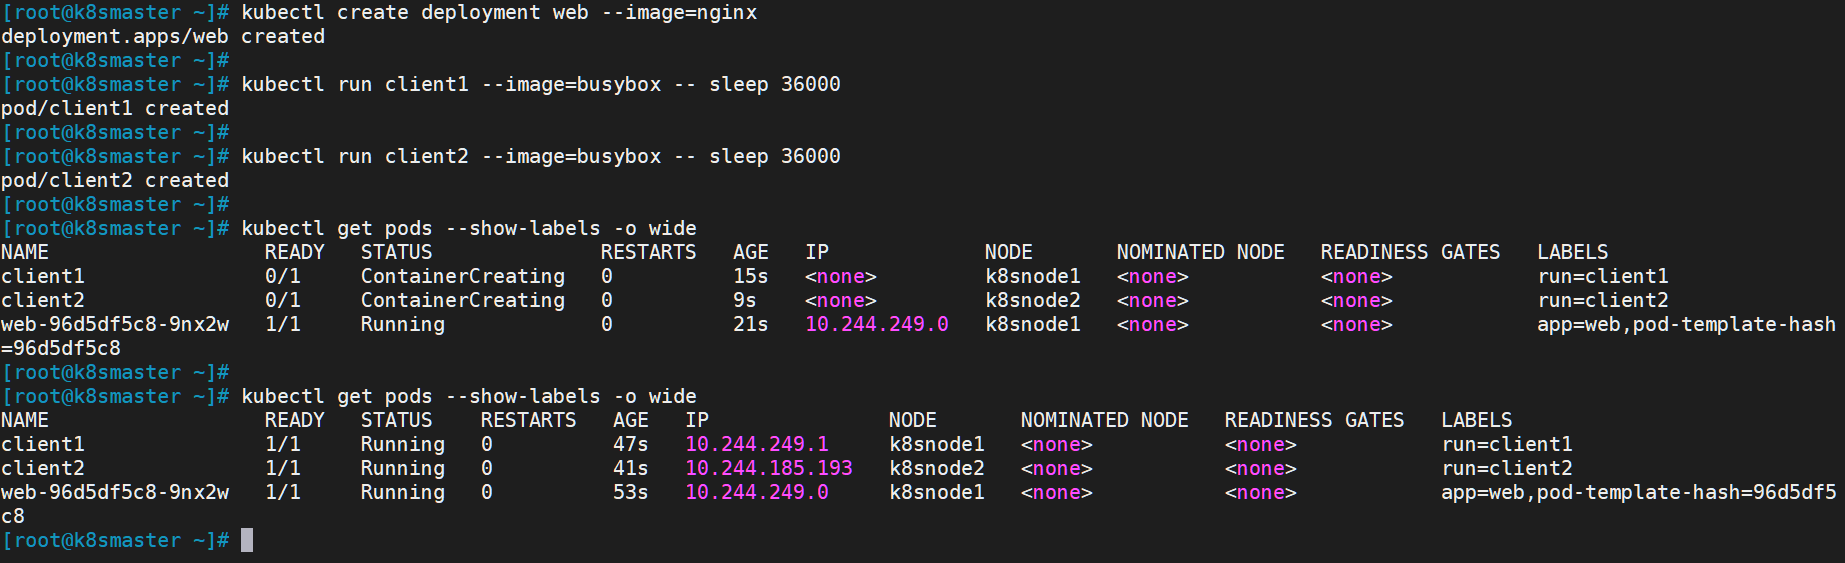 [root@k8smaster ~]# kubectl create deployment web --image=nginx
deployment.apps/web created
[root@k8smaster ~]#
[root@k8smaster ~]# kubectl run client1 --image=busybox -- sleep 36000
pod/client1 created
[root@k8smaster ~]#
[root@k8smaster ~]# kubectl run client2 --image=busybox -- sleep 36000
pod/client2 created
[root@k8smaster ~]#
[root@k8smaster ~]# kubectl get pods --show-labels -o wide
NAME                  READY   STATUS              RESTARTS   AGE   IP             NODE       NOMINATED NODE   READINESS GATES   LABELS
client1               0/1     ContainerCreating   0          15s   <none>         k8snode1   <none>           <none>            run=client1
client2               0/1     ContainerCreating   0          9s    <none>         k8snode2   <none>           <none>            run=client2
web-96d5df5c8-9nx2w   1/1     Running             0          21s   10.244.249.0   k8snode1   <none>           <none>            app=web,pod-template-hash
=96d5df5c8
[root@k8smaster ~]#
[root@k8smaster ~]# kubectl get pods --show-labels -o wide
NAME                  READY   STATUS    RESTARTS   AGE   IP               NODE       NOMINATED NODE   READINESS GATES   LABELS
client1               1/1     Running   0          47s   10.244.249.1     k8snode1   <none>           <none>            run=client1
client2               1/1     Running   0          41s   10.244.185.193   k8snode2   <none>           <none>            run=client2
web-96d5df5c8-9nx2w   1/1     Running   0          53s   10.244.249.0     k8snode1   <none>           <none>            app=web,pod-template-hash=96d5df5
c8
[root@k8smaster ~]#